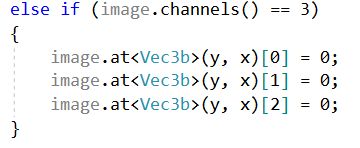 else if (image.channels() == 3)
{
    image.at<Vec3b>(y, x)[0] = 0;
    image.at<Vec3b>(y, x)[1] = 0;
    image.at<Vec3b>(y, x)[2] = 0;
}